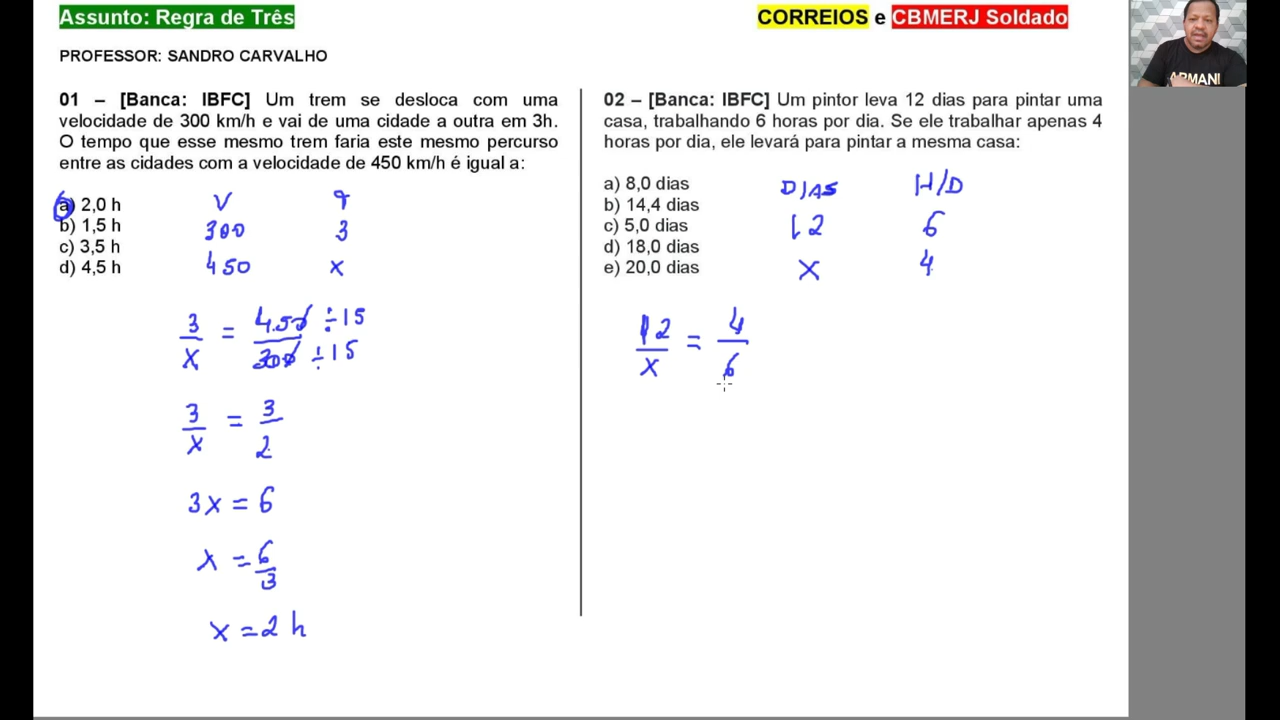 Assunto: Regra de Três
CORREIOS e CBMERJ Soldado
PROFESSOR: SANDRO CARVALHO
01 – [Banca: IBFC] Um trem se desloca com uma
velocidade de 300 km/h e vai de uma cidade a outra em 3h.
O tempo que esse mesmo trem faria este mesmo percurso
entre as cidades com a velocidade de 450 km/h é igual a:
a) 2,0 h
b) 1,5 h
c) 3,5 h
d) 4,5 h
V T
300 3
450 X
3/X = 450/300 ÷15 ÷15
3/X = 3/2
3X = 6
X = 6/3
X = 2 h
02 – [Banca: IBFC] Um pintor leva 12 dias para pintar uma
casa, trabalhando 6 horas por dia. Se ele trabalhar apenas 4
horas por dia, ele levará para pintar a mesma casa:
a) 8,0 dias
b) 14,4 dias
c) 5,0 dias
d) 18,0 dias
e) 20,0 dias
DIAS H/D
12 6
X 4
12/X = 4/6
ARMANI